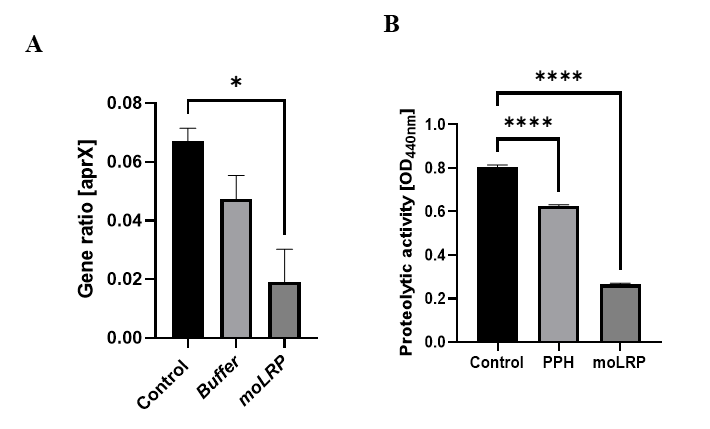 A
*
Gene ratio [aprX]
0.08
0.06
0.04
0.02
0.00
Control
Buffer
moLRP
B
****
****
Proteolytic activity [OD440nm]
1.0
0.8
0.6
0.4
0.2
0.0
Control
PPH
moLRP